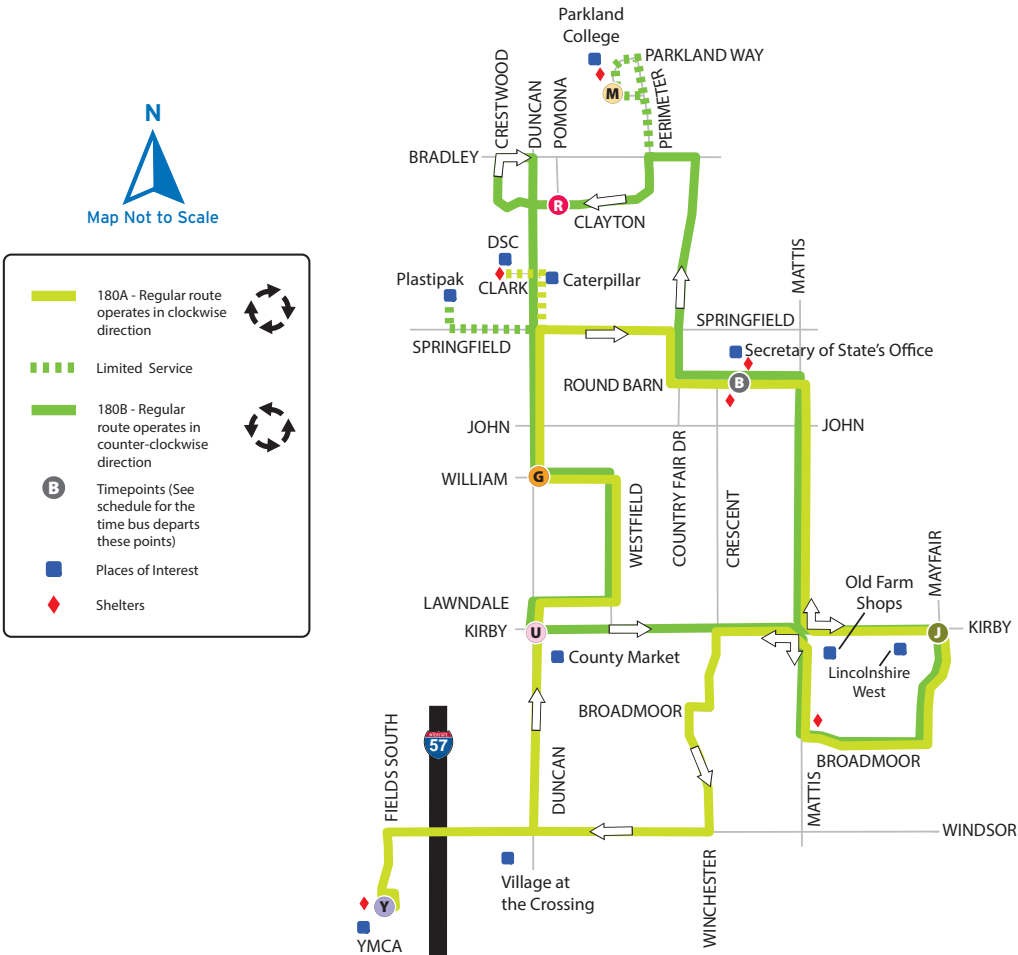 Parkland
College
PARKLAND WAY
M
CRESTWOOD
DUNCAN
POMONA
PERIMETER
N
BRADLEY
Map Not to Scale
R
CLAYTON
DSC
Plastipak
CLARK
Caterpillar
MATTIS
180A - Regular route
operates in clockwise
direction
SPRINGFIELD
SPRINGFIELD
Secretary of State's Office
Limited Service
ROUND BARN
B
180B - Regular
route operates in
counter-clockwise
direction
JOHN
JOHN
WILLIAM
G
B
Timepoints (See
schedule for the
time bus departs
these points)
WESTFIELD
COUNTRY FAIR DR
CRESCENT
Places of Interest
Shelters
LAWNDALE
KIRBY
U
Old Farm
Shops
MAYFAIR
KIRBY
J
County Market
Lincolnshire
West
BROADMOOR
INTERSTATE
57
BROADMOOR
FIELDS SOUTH
DUNCAN
MATTIS
WINDSOR
Village at
the Crossing
WINCHESTER
Y
YMCA